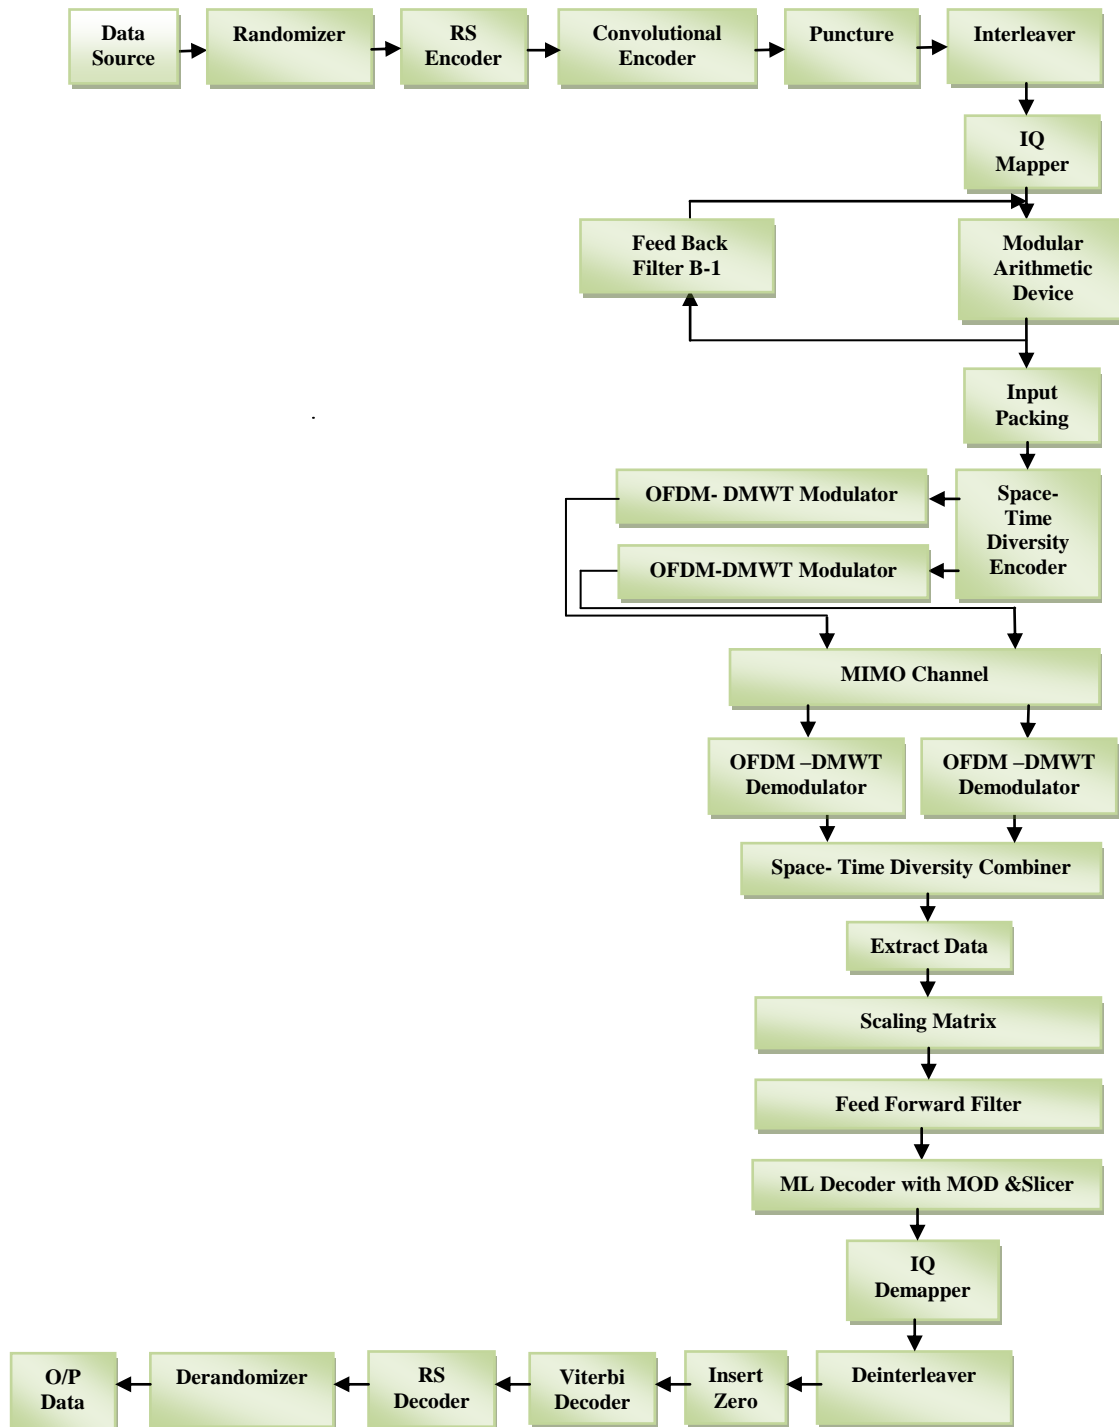 Data
Source
Randomizer
RS
Encoder
Convolutional
Encoder
Puncture
Interleaver
IQ
Mapper
Feed Back
Filter B-1
Modular
Arithmetic
Device
Input
Packing
OFDM- DMWT Modulator
OFDM-DMWT Modulator
Space-
Time
Diversity
Encoder
MIMO Channel
OFDM –DMWT
Demodulator
OFDM –DMWT
Demodulator
Space- Time Diversity Combiner
Extract Data
Scaling Matrix
Feed Forward Filter
ML Decoder with MOD &Slicer
IQ
Demapper
O/P
Data
Derandomizer
RS
Decoder
Viterbi
Decoder
Insert
Zero
Deinterleaver